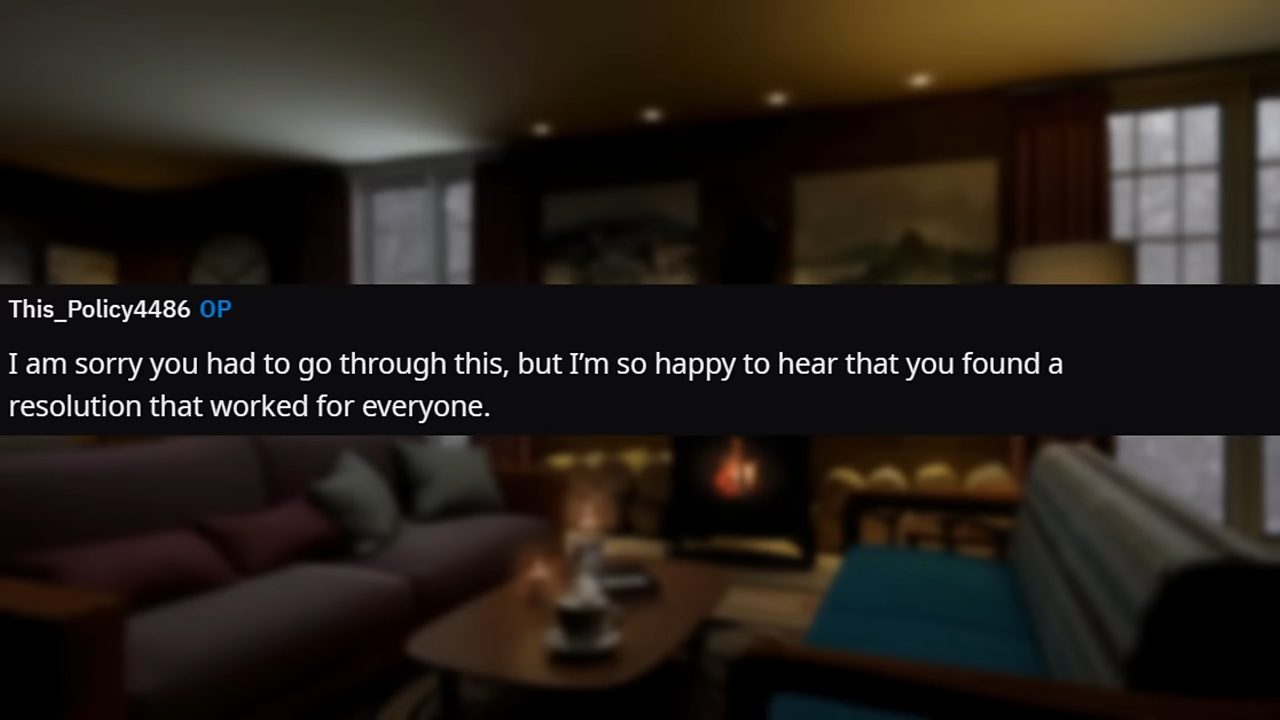 This_Policy4486 OP
I am sorry you had to go through this, but I’m so happy to hear that you found a
resolution that worked for everyone.